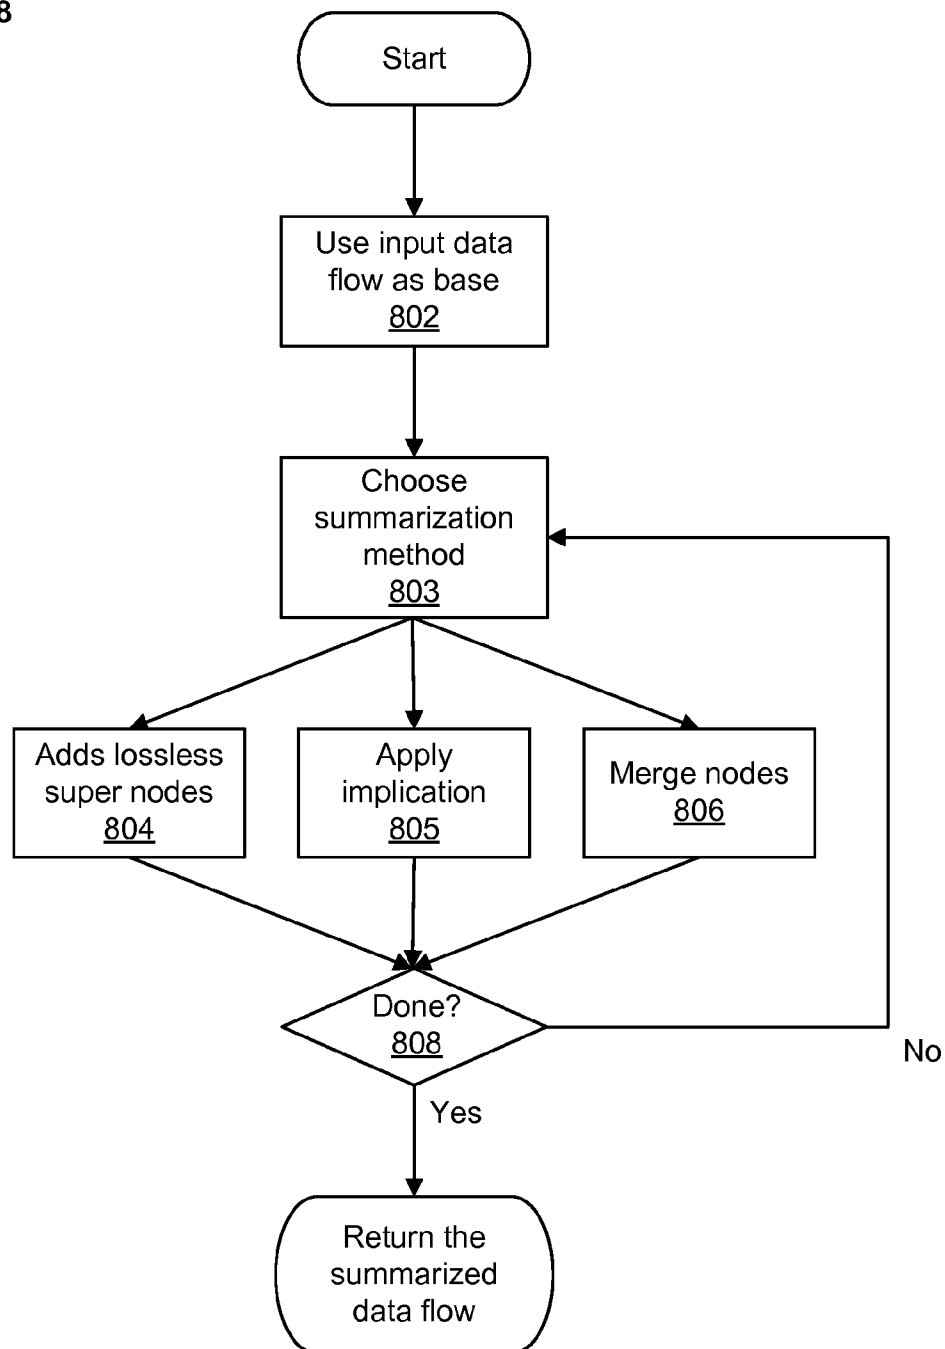 8
Start
Use input data
flow as base
802
Choose
summarization
method
803
Adds lossless
super nodes
804
Apply
implication
805
Merge nodes
806
Done?
808
No
Yes
Return the
summarized
data flow